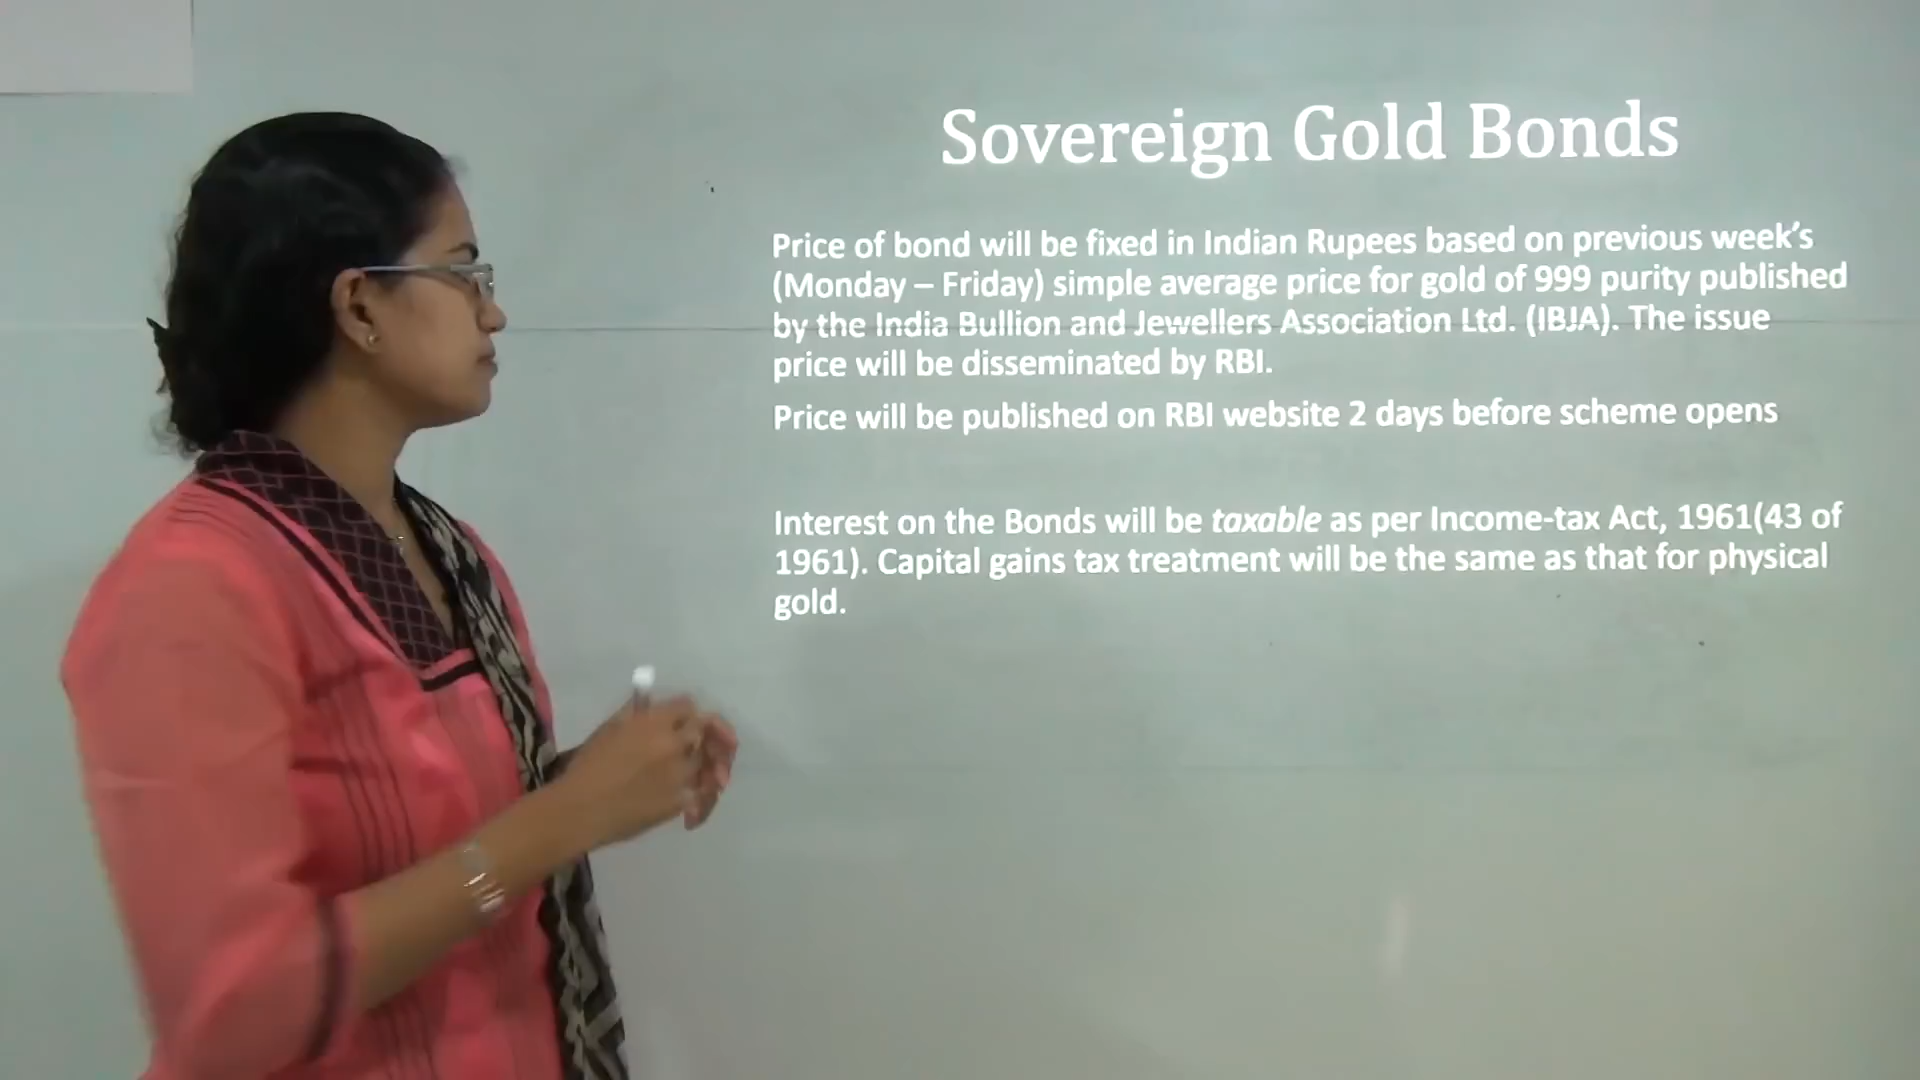 Sovereign Gold Bonds
Price of bond will be fixed in Indian Rupees based on previous week's
(Monday – Friday) simple average price for gold of 999 purity published
by the India Bullion and Jewellers Association Ltd. (IBJA). The issue
price will be disseminated by RBI.
Price will be published on RBI website 2 days before scheme opens
Interest on the Bonds will be taxable as per Income-tax Act, 1961(43 of
1961). Capital gains tax treatment will be the same as that for physical
gold.